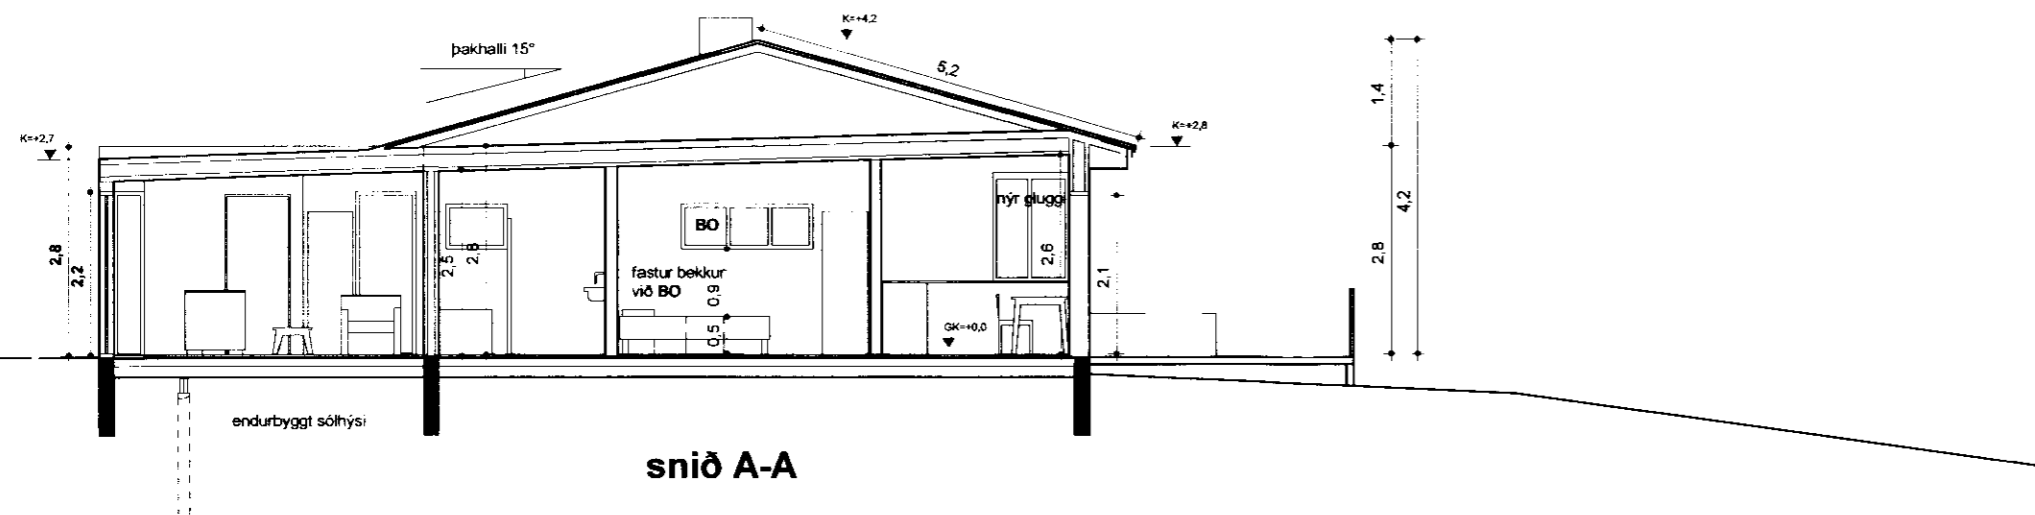 K=+4,2
þakhalli 15°
5,2
1,4
K=+2,7
K=+2,8
nýr gluggi
4,2
BO
2,8
2,2
2,5
2,8
2,6
2,8
2,1
fastur bekkur
við BO
0,9
0,5
GK=+0,0
endurbyggt sólhýsi
snið A-A